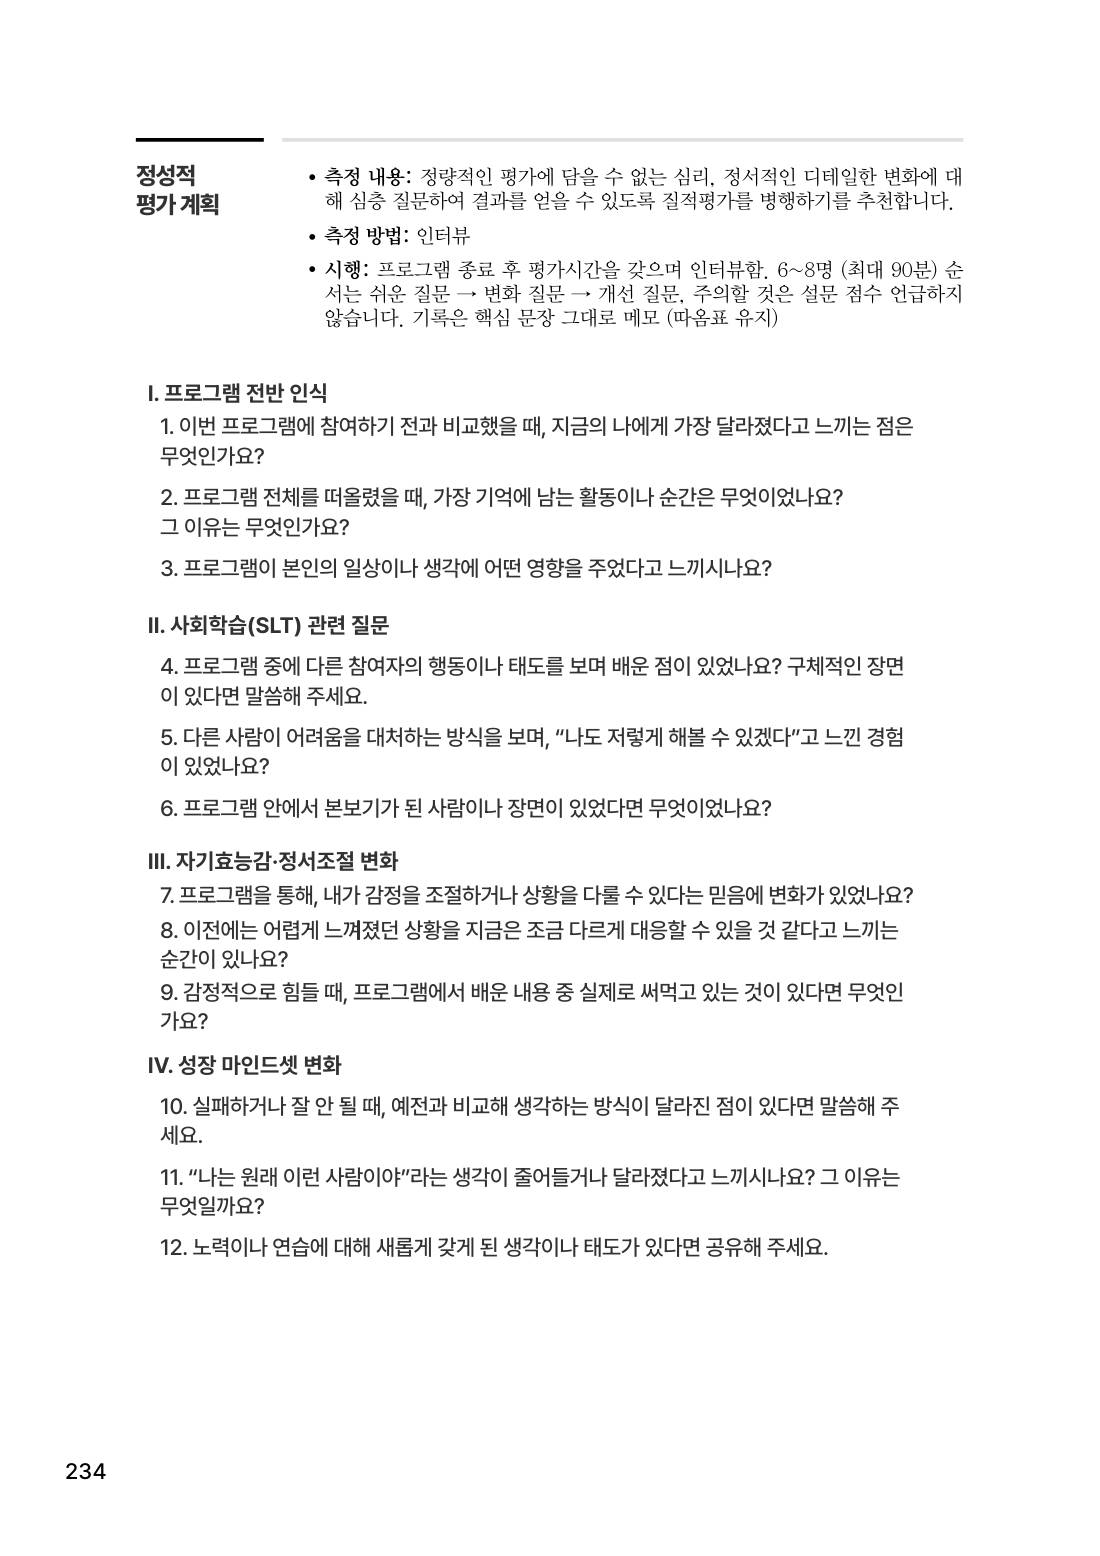 정성적
평가 계획
• 측정 내용: 정량적인 평가에 담을 수 없는 심리, 정서적인 디테일한 변화에 대
해 심층 질문하여 결과를 얻을 수 있도록 질적평가를 병행하기를 추천합니다.
• 측정 방법: 인터뷰
• 시행: 프로그램 종료 후 평가시간을 갖으며 인터뷰함. 6~8명 (최대 90분) 순
서는 쉬운 질문 → 변화 질문 → 개선 질문, 주의할 것은 설문 점수 언급하지
않습니다. 기록은 핵심 문장 그대로 메모 (따옴표 유지)
I. 프로그램 전반 인식
1. 이번 프로그램에 참여하기 전과 비교했을 때, 지금의 나에게 가장 달라졌다고 느끼는 점은
무엇인가요?
2. 프로그램 전체를 떠올렸을 때, 가장 기억에 남는 활동이나 순간은 무엇이었나요?
그 이유는 무엇인가요?
3. 프로그램이 본인의 일상이나 생각에 어떤 영향을 주었다고 느끼시나요?
II. 사회학습(SLT) 관련 질문
4. 프로그램 중에 다른 참여자의 행동이나 태도를 보며 배운 점이 있었나요? 구체적인 장면
이 있다면 말씀해 주세요.
5. 다른 사람이 어려움을 대처하는 방식을 보며, “나도 저렇게 해볼 수 있겠다”고 느낀 경험
이 있었나요?
6. 프로그램 안에서 본보기가 된 사람이나 장면이 있었다면 무엇이었나요?
III. 자기효능감·정서조절 변화
7. 프로그램을 통해, 내가 감정을 조절하거나 상황을 다룰 수 있다는 믿음에 변화가 있었나요?
8. 이전에는 어렵게 느껴졌던 상황을 지금은 조금 다르게 대응할 수 있을 것 같다고 느끼는
순간이 있나요?
9. 감정적으로 힘들 때, 프로그램에서 배운 내용 중 실제로 써먹고 있는 것이 있다면 무엇인
가요?
IV. 성장 마인드셋 변화
10. 실패하거나 잘 안 될 때, 예전과 비교해 생각하는 방식이 달라진 점이 있다면 말씀해 주
세요.
11. “나는 원래 이런 사람이야”라는 생각이 줄어들거나 달라졌다고 느끼시나요? 그 이유는
무엇일까요?
12. 노력이나 연습에 대해 새롭게 갖게 된 생각이나 태도가 있다면 공유해 주세요.
234